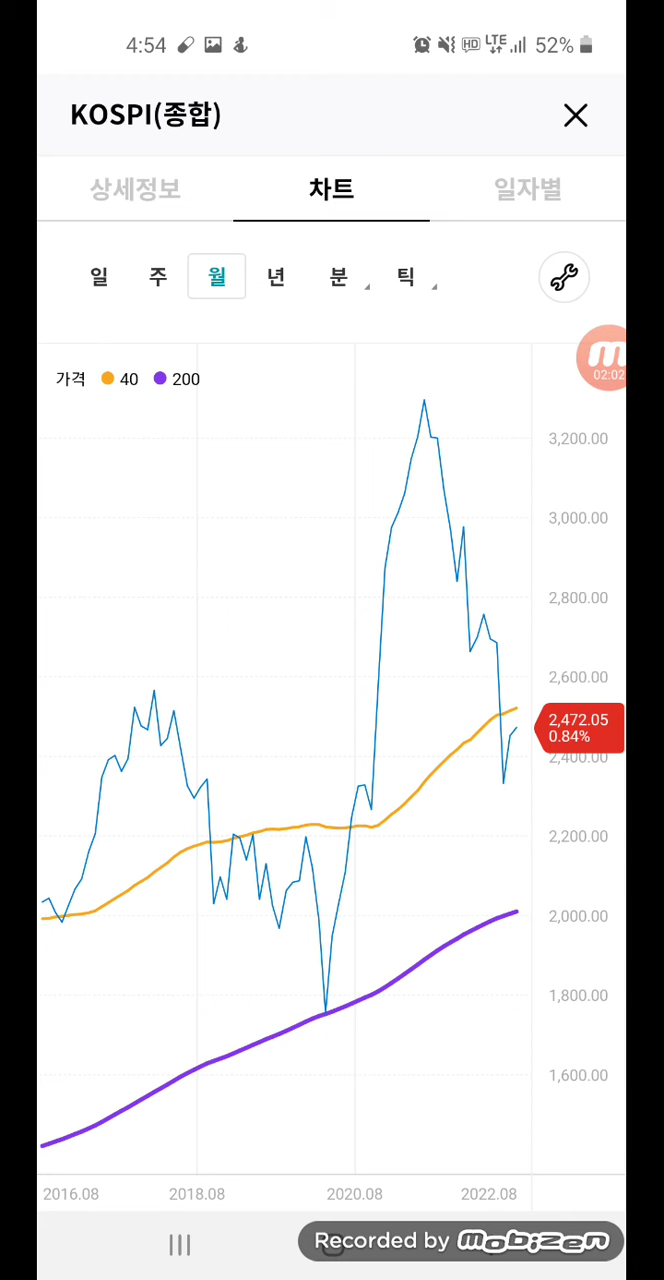 4:54 HD LTE 52%
KOSPI(종합)
상세정보 차트 일자별
일 주 월 년 분 틱
m
02:02
가격 40 200
3,200.00
3,000.00
2,800.00
2,600.00
2,472.05
0.84%
2,400.00
2,200.00
2,000.00
1,800.00
1,600.00
2016.08 2018.08 2020.08 2022.08
Recorded by mobizen